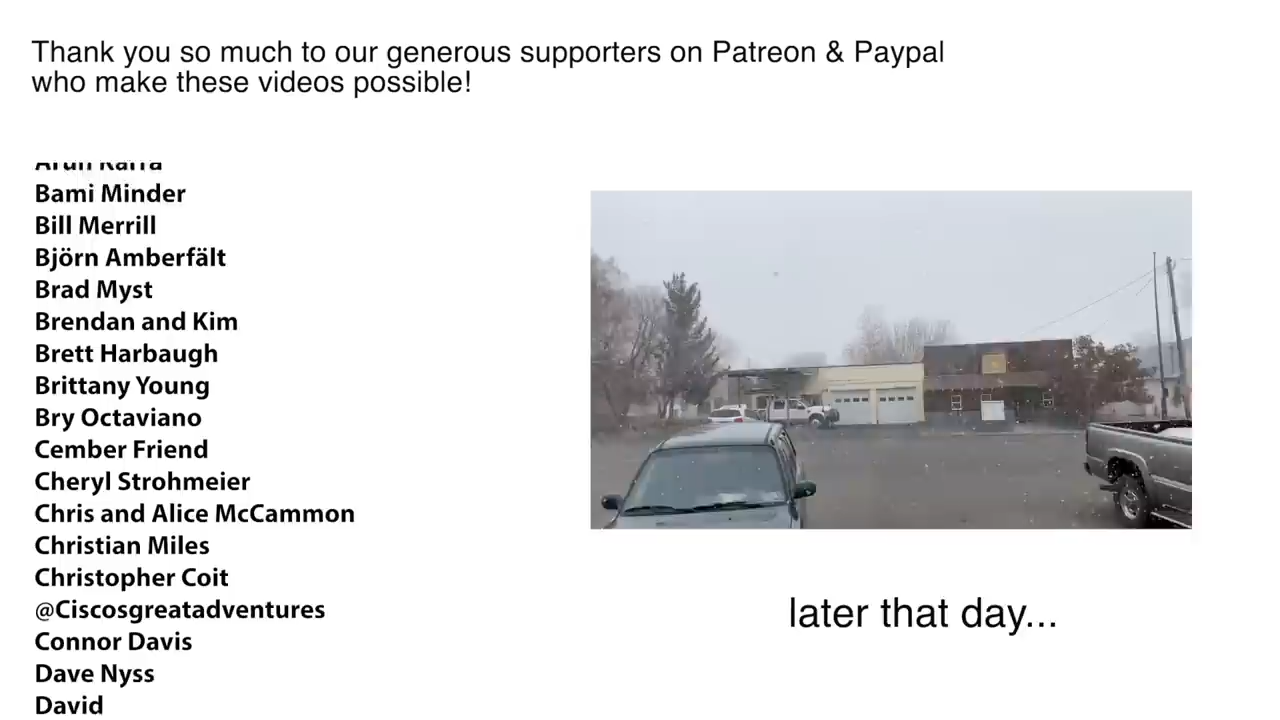 Thank you so much to our generous supporters on Patreon & Paypal
who make these videos possible!
Bami Minder
Bill Merrill
Björn Amberfält
Brad Myst
Brendan and Kim
Brett Harbaugh
Brittany Young
Bry Octaviano
Cember Friend
Cheryl Strohmeier
Chris and Alice McCammon
Christian Miles
Christopher Coit
@Ciscosgreatadventures
Connor Davis
Dave Nyss
David
later that day...